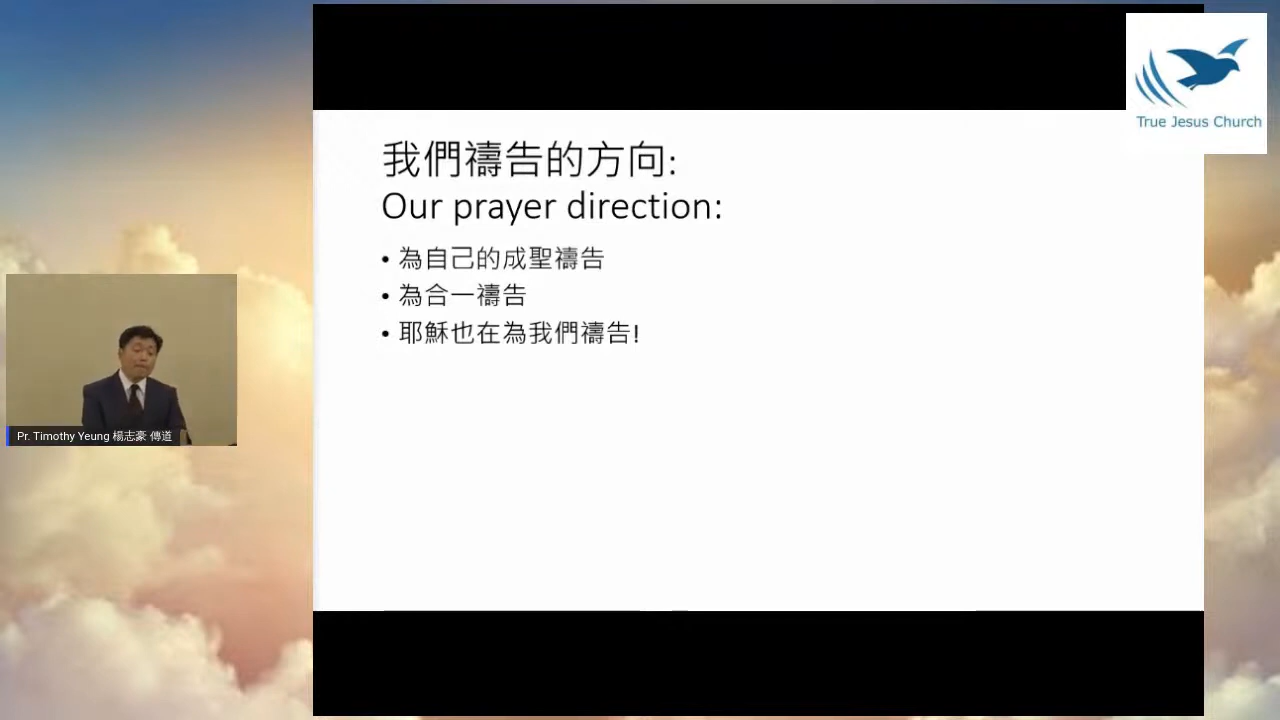 True Jesus Church
我們禱告的方向:
Our prayer direction:
• 為自己的成聖禱告
• 為合一禱告
• 耶穌也在為我們禱告!
Pr. Timothy Yeung 楊志豪 傳道